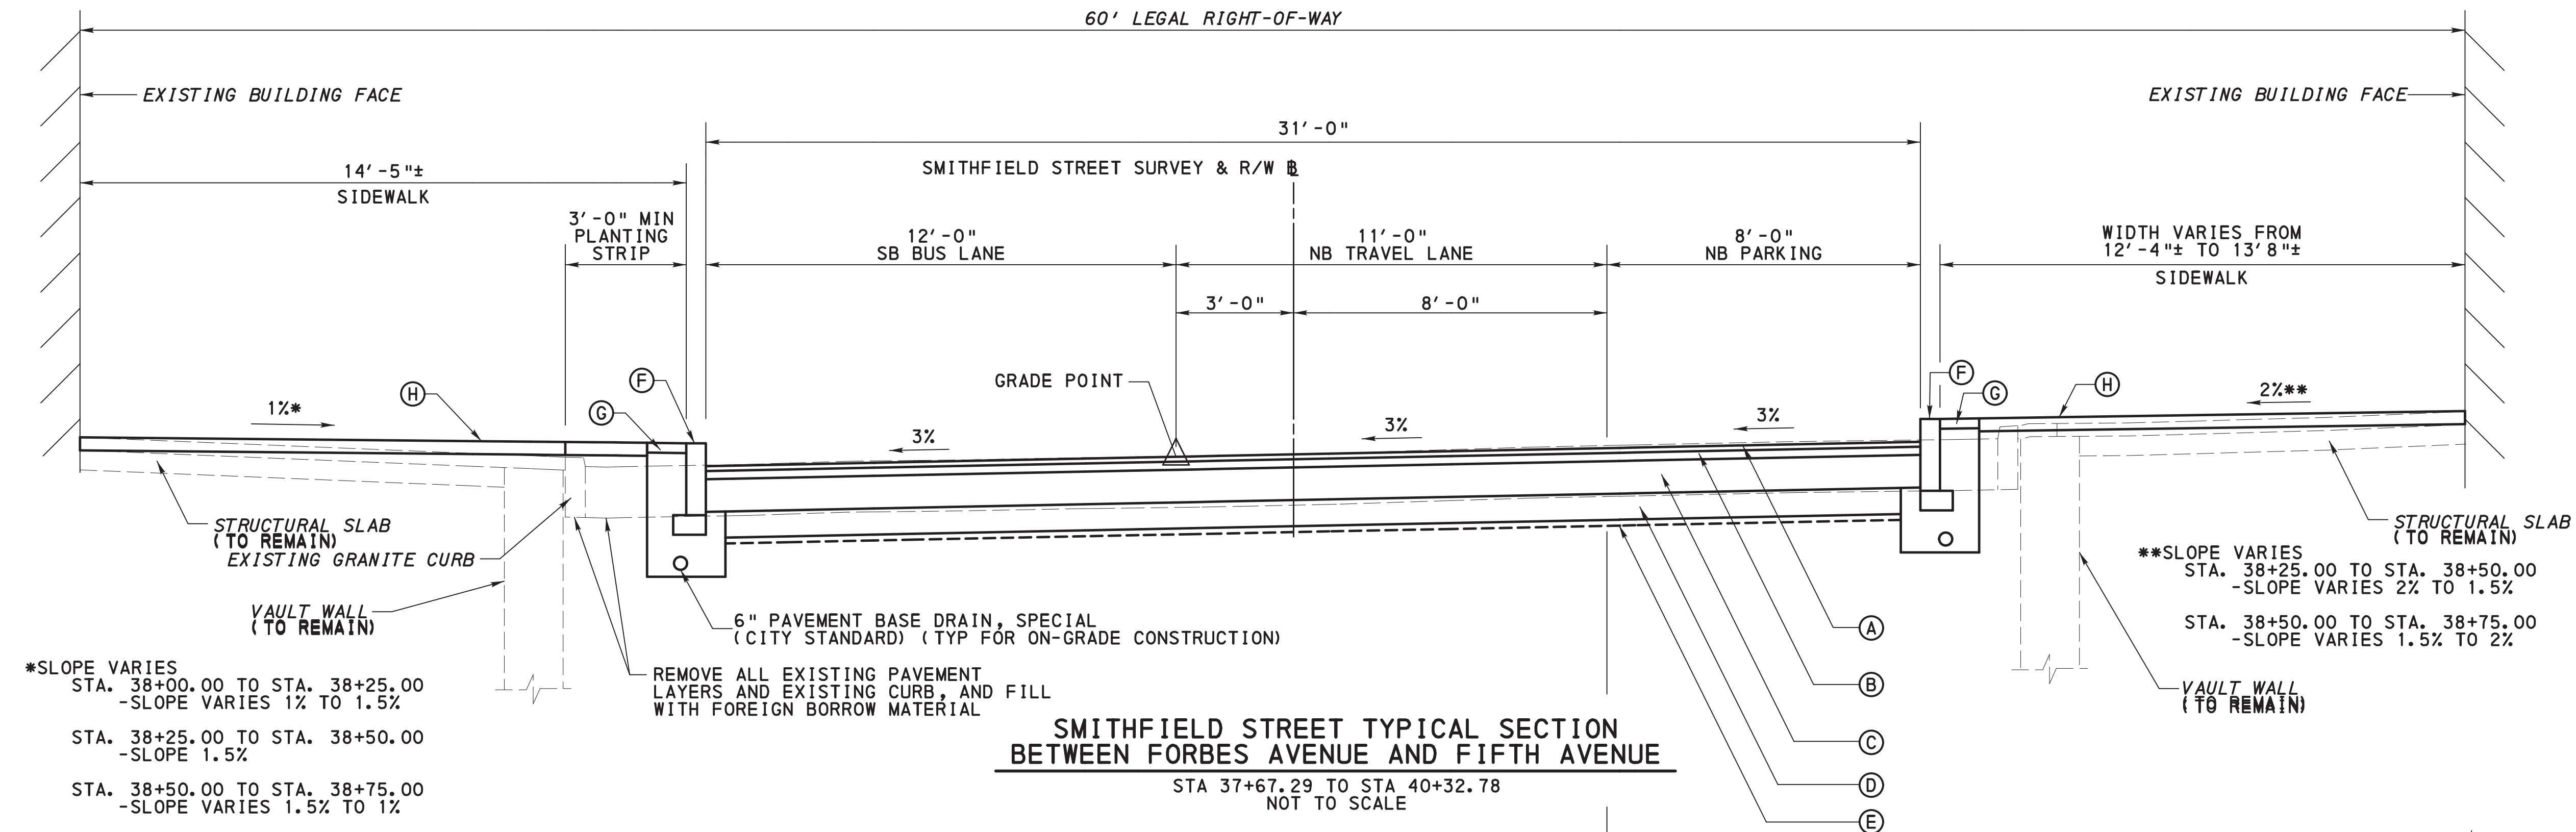 60' LEGAL RIGHT-OF-WAY
EXISTING BUILDING FACE
EXISTING BUILDING FACE
31'-0"
SMITHFIELD STREET SURVEY & R/W
14'-5"±
SIDEWALK
3'-0" MIN
PLANTING
STRIP
12'-0"
SB BUS LANE
11'-0"
NB TRAVEL LANE
8'-0"
NB PARKING
WIDTH VARIES FROM
12'-4"± TO 13'8"±
SIDEWALK
3'-0"
8'-0"
GRADE POINT
F
H
G
1%*
3%
3%
3%
F
G
H
2%**
STRUCTURAL SLAB
(TO REMAIN)
EXISTING GRANITE CURB
VAULT WALL
(TO REMAIN)
*SLOPE VARIES
STA. 38+00.00 TO STA. 38+25.00
-SLOPE VARIES 1% TO 1.5%
STA. 38+25.00 TO STA. 38+50.00
-SLOPE 1.5%
STA. 38+50.00 TO STA. 38+75.00
-SLOPE VARIES 1.5% TO 1%
6" PAVEMENT BASE DRAIN, SPECIAL
(CITY STANDARD) (TYP FOR ON-GRADE CONSTRUCTION)
REMOVE ALL EXISTING PAVEMENT
LAYERS AND EXISTING CURB, AND FILL
WITH FOREIGN BORROW MATERIAL
STRUCTURAL SLAB
(TO REMAIN)
**SLOPE VARIES
STA. 38+25.00 TO STA. 38+50.00
-SLOPE VARIES 2% TO 1.5%
STA. 38+50.00 TO STA. 38+75.00
-SLOPE VARIES 1.5% TO 2%
VAULT WALL
(TO REMAIN)
A
B
C
D
E
SMITHFIELD STREET TYPICAL SECTION
BETWEEN FORBES AVENUE AND FIFTH AVENUE
STA 37+67.29 TO STA 40+32.78
NOT TO SCALE